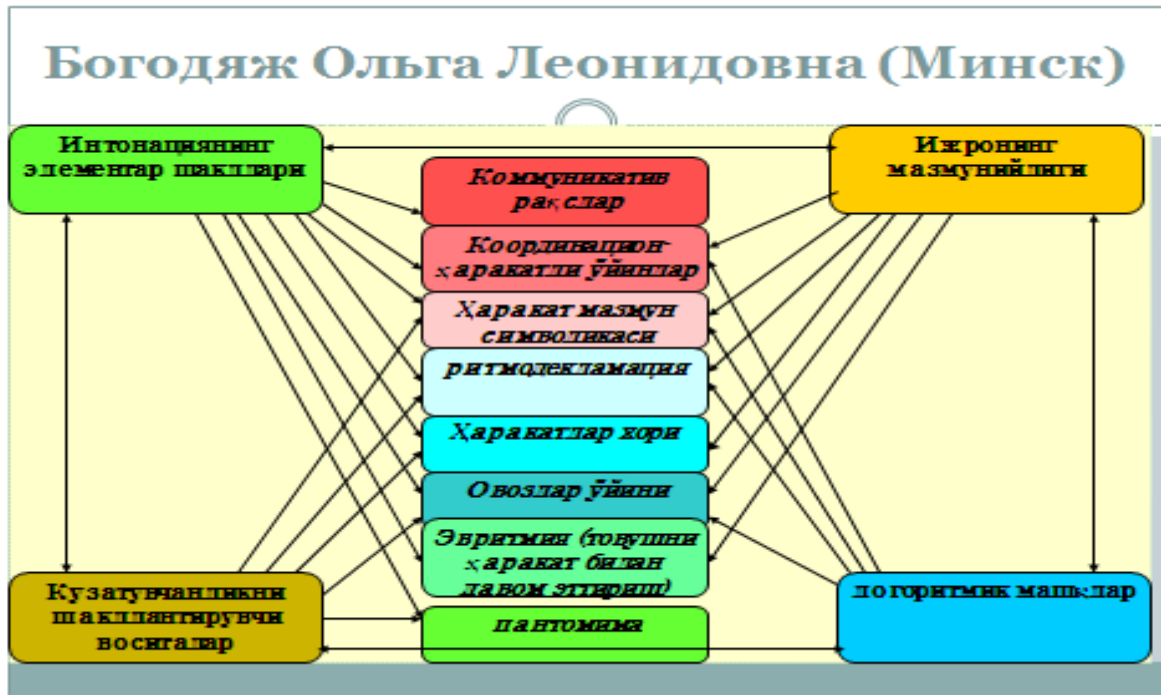 Богодяж Ольга Леонидовна (Минск)
Интонациянинг
элементар шакллари
Ижронинг
мазмунийлиги
Коммуникатив
рақслар
Координацион-
ҳаракатли ўйинлар
Ҳаракат мазмун
символикаси
ритмодекламация
Ҳаракатлар хори
Овозлар ўйини
Эвритмия (товушни
ҳаракат билан
давом эттириш)
пантомима
Кузатувчанликни
шакллантирувчи
воситалар
логоритмик машқлар